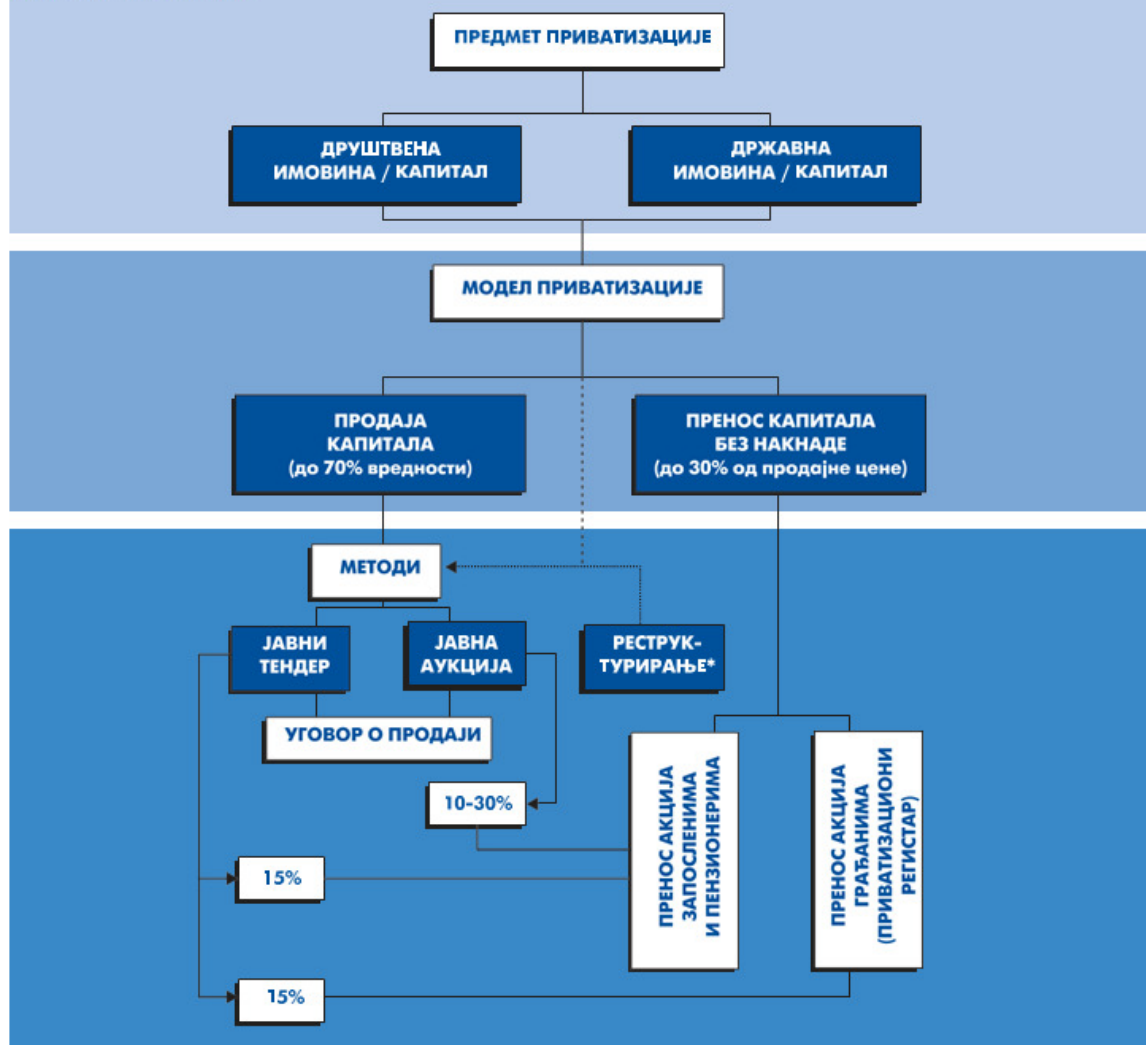 ПРЕДМЕТ ПРИВАТИЗАЦИЈЕ
ДРУШТВЕНА
ИМОВИНА / КАПИТАЛ
ДРЖАВНА
ИМОВИНА / КАПИТАЛ
МОДЕЛ ПРИВАТИЗАЦИЈЕ
ПРОДАЈА
КАПИТАЛА
(до 70% вредности)
ПРЕНОС КАПИТАЛА
БЕЗ НАКНАДЕ
(до 30% од продајне цене)
МЕТОДИ
ЈАВНИ
ТЕНДЕР
ЈАВНА
АУКЦИЈА
РЕСТРУК-
ТУРИРАЊЕ*
УГОВОР О ПРОДАЈИ
10-30%
15%
15%
ПРЕНОС АКЦИЈА
ЗАПОСЛЕНИМА
И ПЕНЗИОНЕРИМА
ПРЕНОС АКЦИЈА
ГРАЂАНИМА
(ПРИВАТИЗАЦИОНИ
РЕГИСТАР)